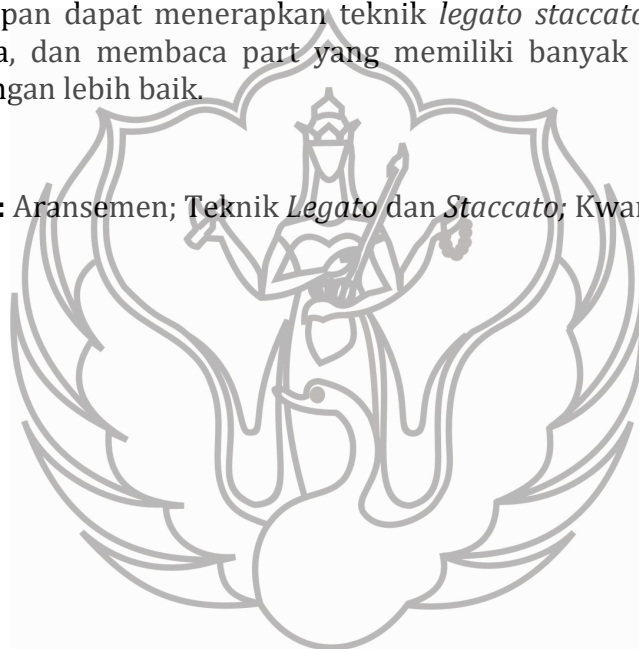 pan dapat menerapkan teknik legato staccato
, dan membaca part yang memiliki banyak
ngan lebih baik.
: Aransemen; Teknik Legato dan Staccato; Kwar